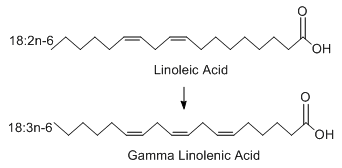 O
18:2n-6
OH
Linoleic Acid
O
18:3n-6
OH
Gamma Linolenic Acid